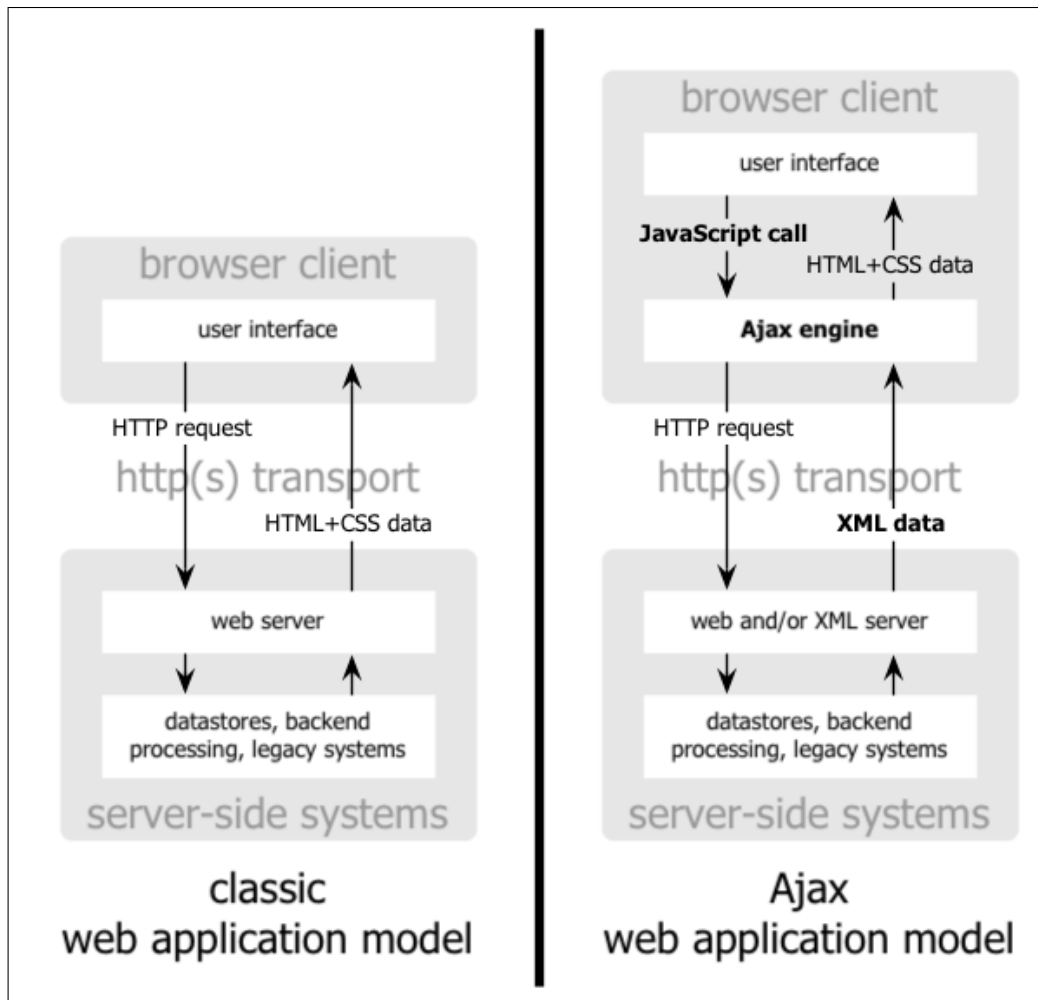 browser client
user interface
HTTP request
http(s) transport
HTML+CSS data
web server
datastores, backend
processing, legacy systems
server-side systems
classic
web application model
browser client
user interface
JavaScript call
HTML+CSS data
Ajax engine
HTTP request
http(s) transport
XML data
web and/or XML server
datastores, backend
processing, legacy systems
server-side systems
Ajax
web application model